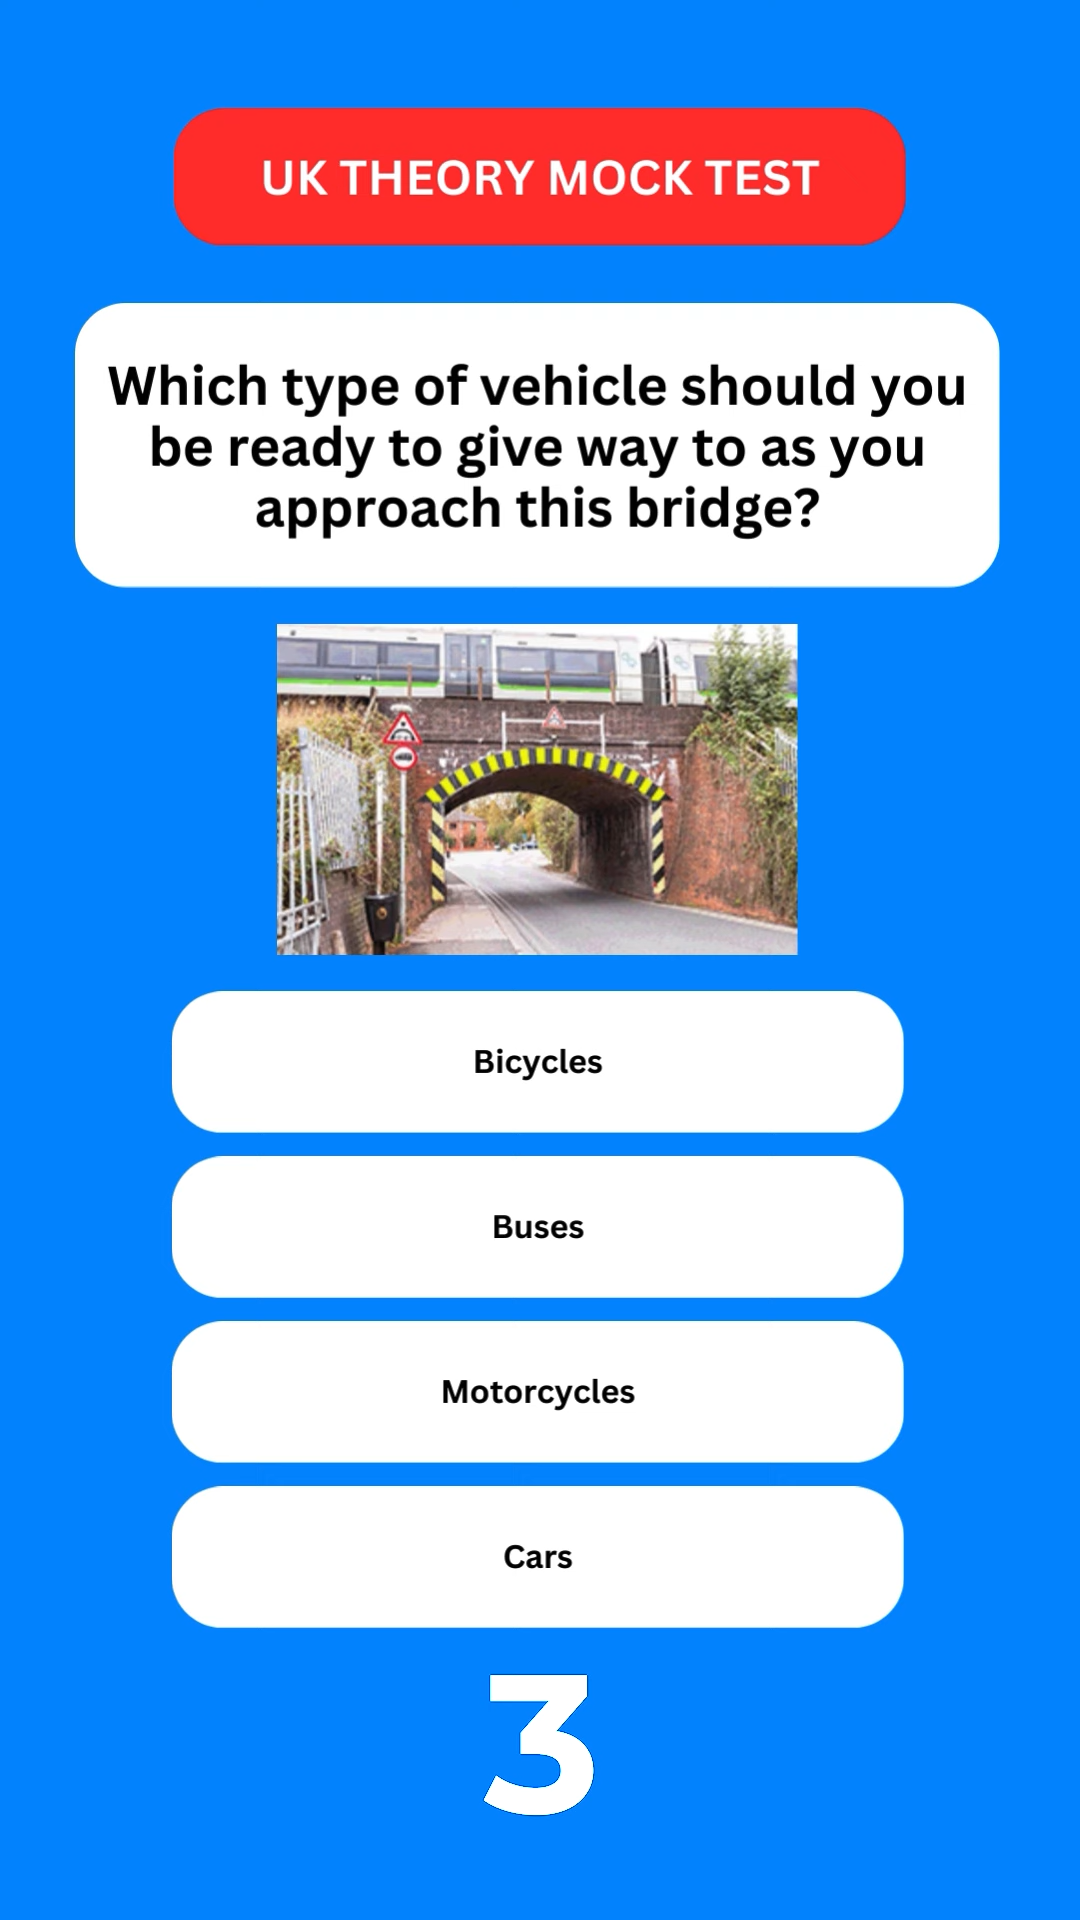 UK THEORY MOCK TEST
Which type of vehicle should you
be ready to give way to as you
approach this bridge?
Bicycles
Buses
Motorcycles
Cars
3